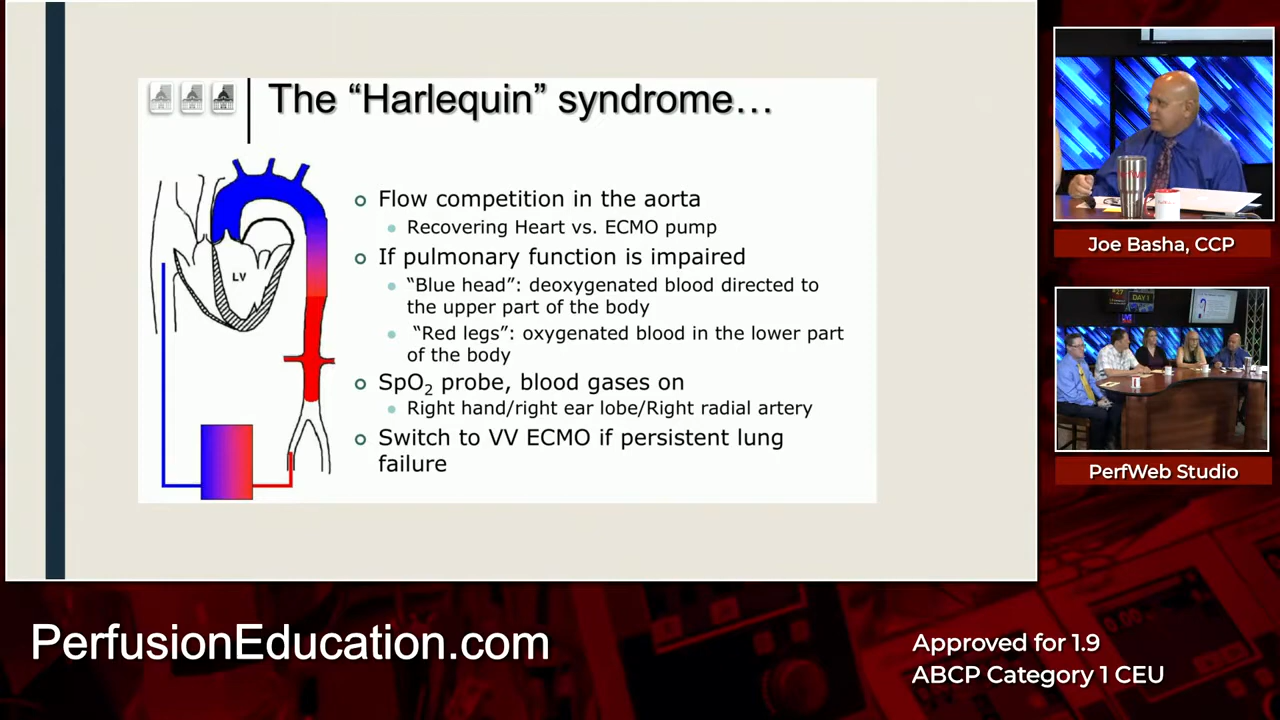 The “Harlequin” syndrome…
LV
Flow competition in the aorta
Recovering Heart vs. ECMO pump
If pulmonary function is impaired
“Blue head”: deoxygenated blood directed to
the upper part of the body
“Red legs”: oxygenated blood in the lower part
of the body
SpO2 probe, blood gases on
Right hand/right ear lobe/Right radial artery
Switch to VV ECMO if persistent lung
failure
Joe Basha, CCP
DAY 1
PerfWeb Studio
PerfusionEducation.com
Approved for 1.9
ABCP Category 1 CEU